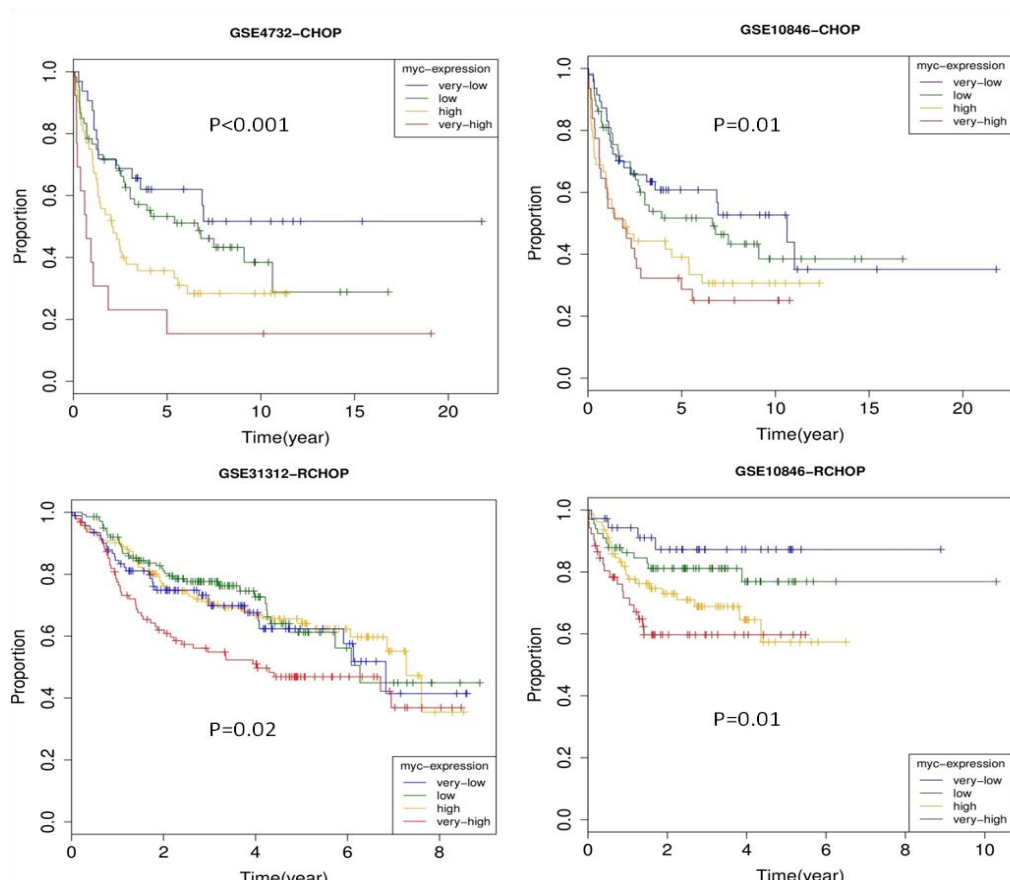 GSE4732-CHOP
myc-expression
very-low
low
high
very-high
P<0.001
Proportion
0.0 0.2 0.4 0.6 0.8 1.0
0 5 10 15 20
Time(year)
GSE10846-CHOP
myc-expression
very-low
low
high
very-high
P=0.01
Proportion
0.0 0.2 0.4 0.6 0.8 1.0
0 5 10 15 20
Time(year)
GSE31312-RCHOP
P=0.02
myc-expression
very-low
low
high
very-high
Proportion
0.0 0.2 0.4 0.6 0.8 1.0
0 2 4 6 8
Time(year)
GSE10846-RCHOP
P=0.01
myc-expression
very-low
low
high
very-high
Proportion
0.0 0.2 0.4 0.6 0.8 1.0
0 2 4 6 8 10
Time(year)